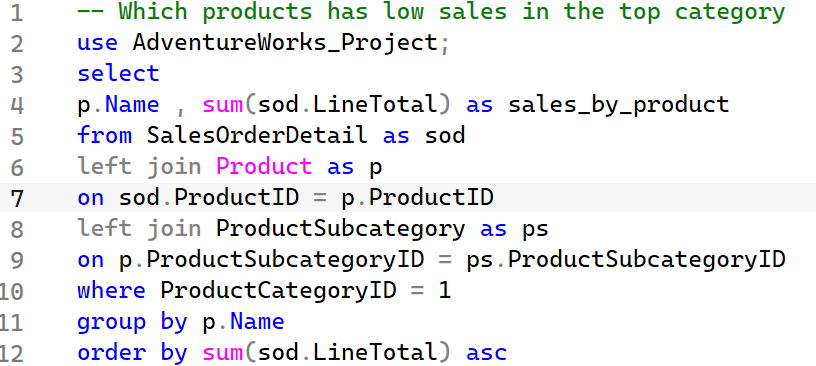 1 -- Which products has low sales in the top category
2 use AdventureWorks_Project;
3 select
4 p.Name , sum(sod.LineTotal) as sales_by_product
5 from SalesOrderDetail as sod
6 left join Product as p
7 on sod.ProductID = p.ProductID
8 left join ProductSubcategory as ps
9 on p.ProductSubcategoryID = ps.ProductSubcategoryID
10 where ProductCategoryID = 1
11 group by p.Name
12 order by sum(sod.LineTotal) asc